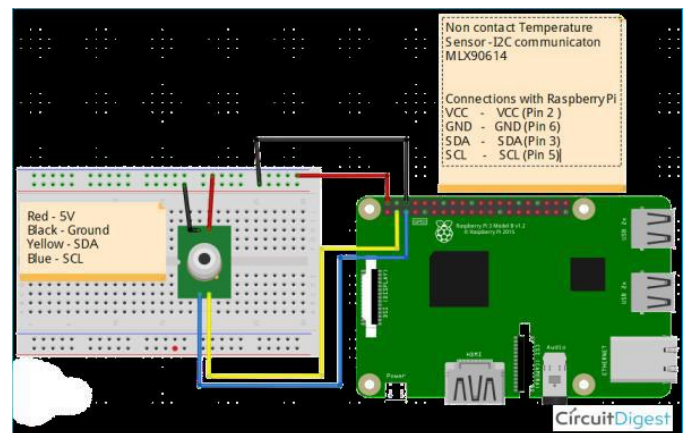 Non contact Temperature
Sensor -I2C communicaton
MLX90614
Connections with RaspberryPi
VCC - VCC (Pin 2 )
GND - GND (Pin 6)
SDA - SDA(Pin 3)
SCL - SCL (Pin 5)
Red - 5V
Black - Ground
Yellow - SDA
Blue - SCL
Raspberry Pi 3 Model B v1.2
© Raspberry Pi 2015
USB 2x
USB 2x
ETHERNET
Power
HDMI
Audio
CircuitDigest